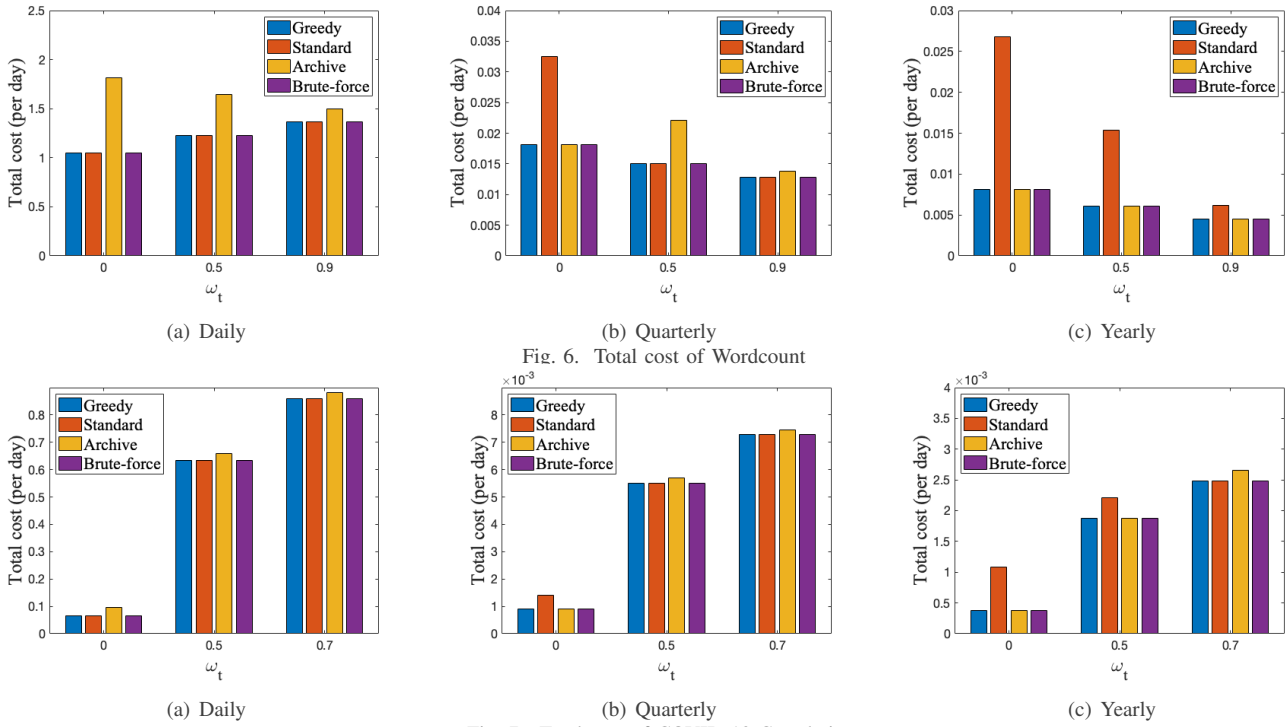 2.5
2
1.5
1
0.5
0
Total cost (per day)
Greedy
Standard
Archive
Brute-force
0 0.5 0.9
ω_t
(a) Daily
0.04
0.035
0.03
0.025
0.02
0.015
0.01
0.005
0
Total cost (per day)
Greedy
Standard
Archive
Brute-force
0 0.5 0.9
ω_t
(b) Quarterly
0.03
0.025
0.02
0.015
0.01
0.005
0
Total cost (per day)
Greedy
Standard
Archive
Brute-force
0 0.5 0.9
ω_t
(c) Yearly
Fig. 6. Total cost of Wordcount
0.8
0.7
0.6
0.5
0.4
0.3
0.2
0.1
0
Total cost (per day)
Greedy
Standard
Archive
Brute-force
0 0.5 0.7
ω_t
(a) Daily
×10⁻³
8
7
6
5
4
3
2
1
0
Total cost (per day)
Greedy
Standard
Archive
Brute-force
0 0.5 0.7
ω_t
(b) Quarterly
×10⁻³
4
3.5
3
2.5
2
1.5
1
0.5
0
Total cost (per day)
Greedy
Standard
Archive
Brute-force
0 0.5 0.7
ω_t
(c) Yearly